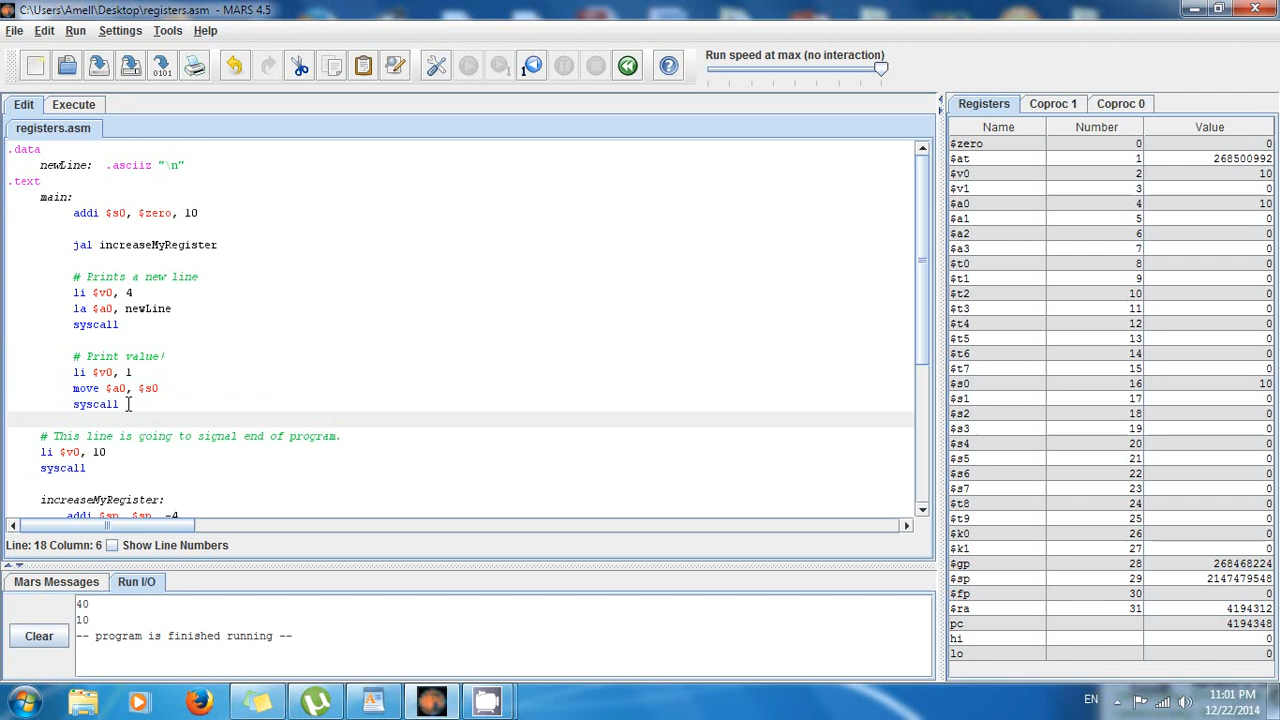 C:\Users\Amell\Desktop\registers.asm - MARS 4.5
File Edit Run Settings Tools Help
Run speed at max (no interaction)
Edit Execute
registers.asm
.data
newLine: .asciiz "\n"
.text
main:
addi $s0, $zero, 10
jal increaseMyRegister
# Prints a new line
li $v0, 4
la $a0, newLine
syscall
# Print value!
li $v0, 1
move $a0, $s0
syscall
# This line is going to signal end of program.
li $v0, 10
syscall
increaseMyRegister:
addi $sp, $sp, -4
Line: 18 Column: 6 Show Line Numbers
Mars Messages Run I/O
Clear
40
10
-- program is finished running --
Registers Coproc 1 Coproc 0
Name Number Value
$zero 0 0
$at 1 268500992
$v0 2 10
$v1 3 0
$a0 4 10
$a1 5 0
$a2 6 0
$a3 7 0
$t0 8 0
$t1 9 0
$t2 10 0
$t3 11 0
$t4 12 0
$t5 13 0
$t6 14 0
$t7 15 0
$s0 16 10
$s1 17 0
$s2 18 0
$s3 19 0
$s4 20 0
$s5 21 0
$s6 22 0
$s7 23 0
$t8 24 0
$t9 25 0
$k0 26 0
$k1 27 0
$gp 28 268468224
$sp 29 2147479548
$fp 30 0
$ra 31 4194312
pc 4194348
hi 0
lo 0
EN
11:01 PM
12/22/2014